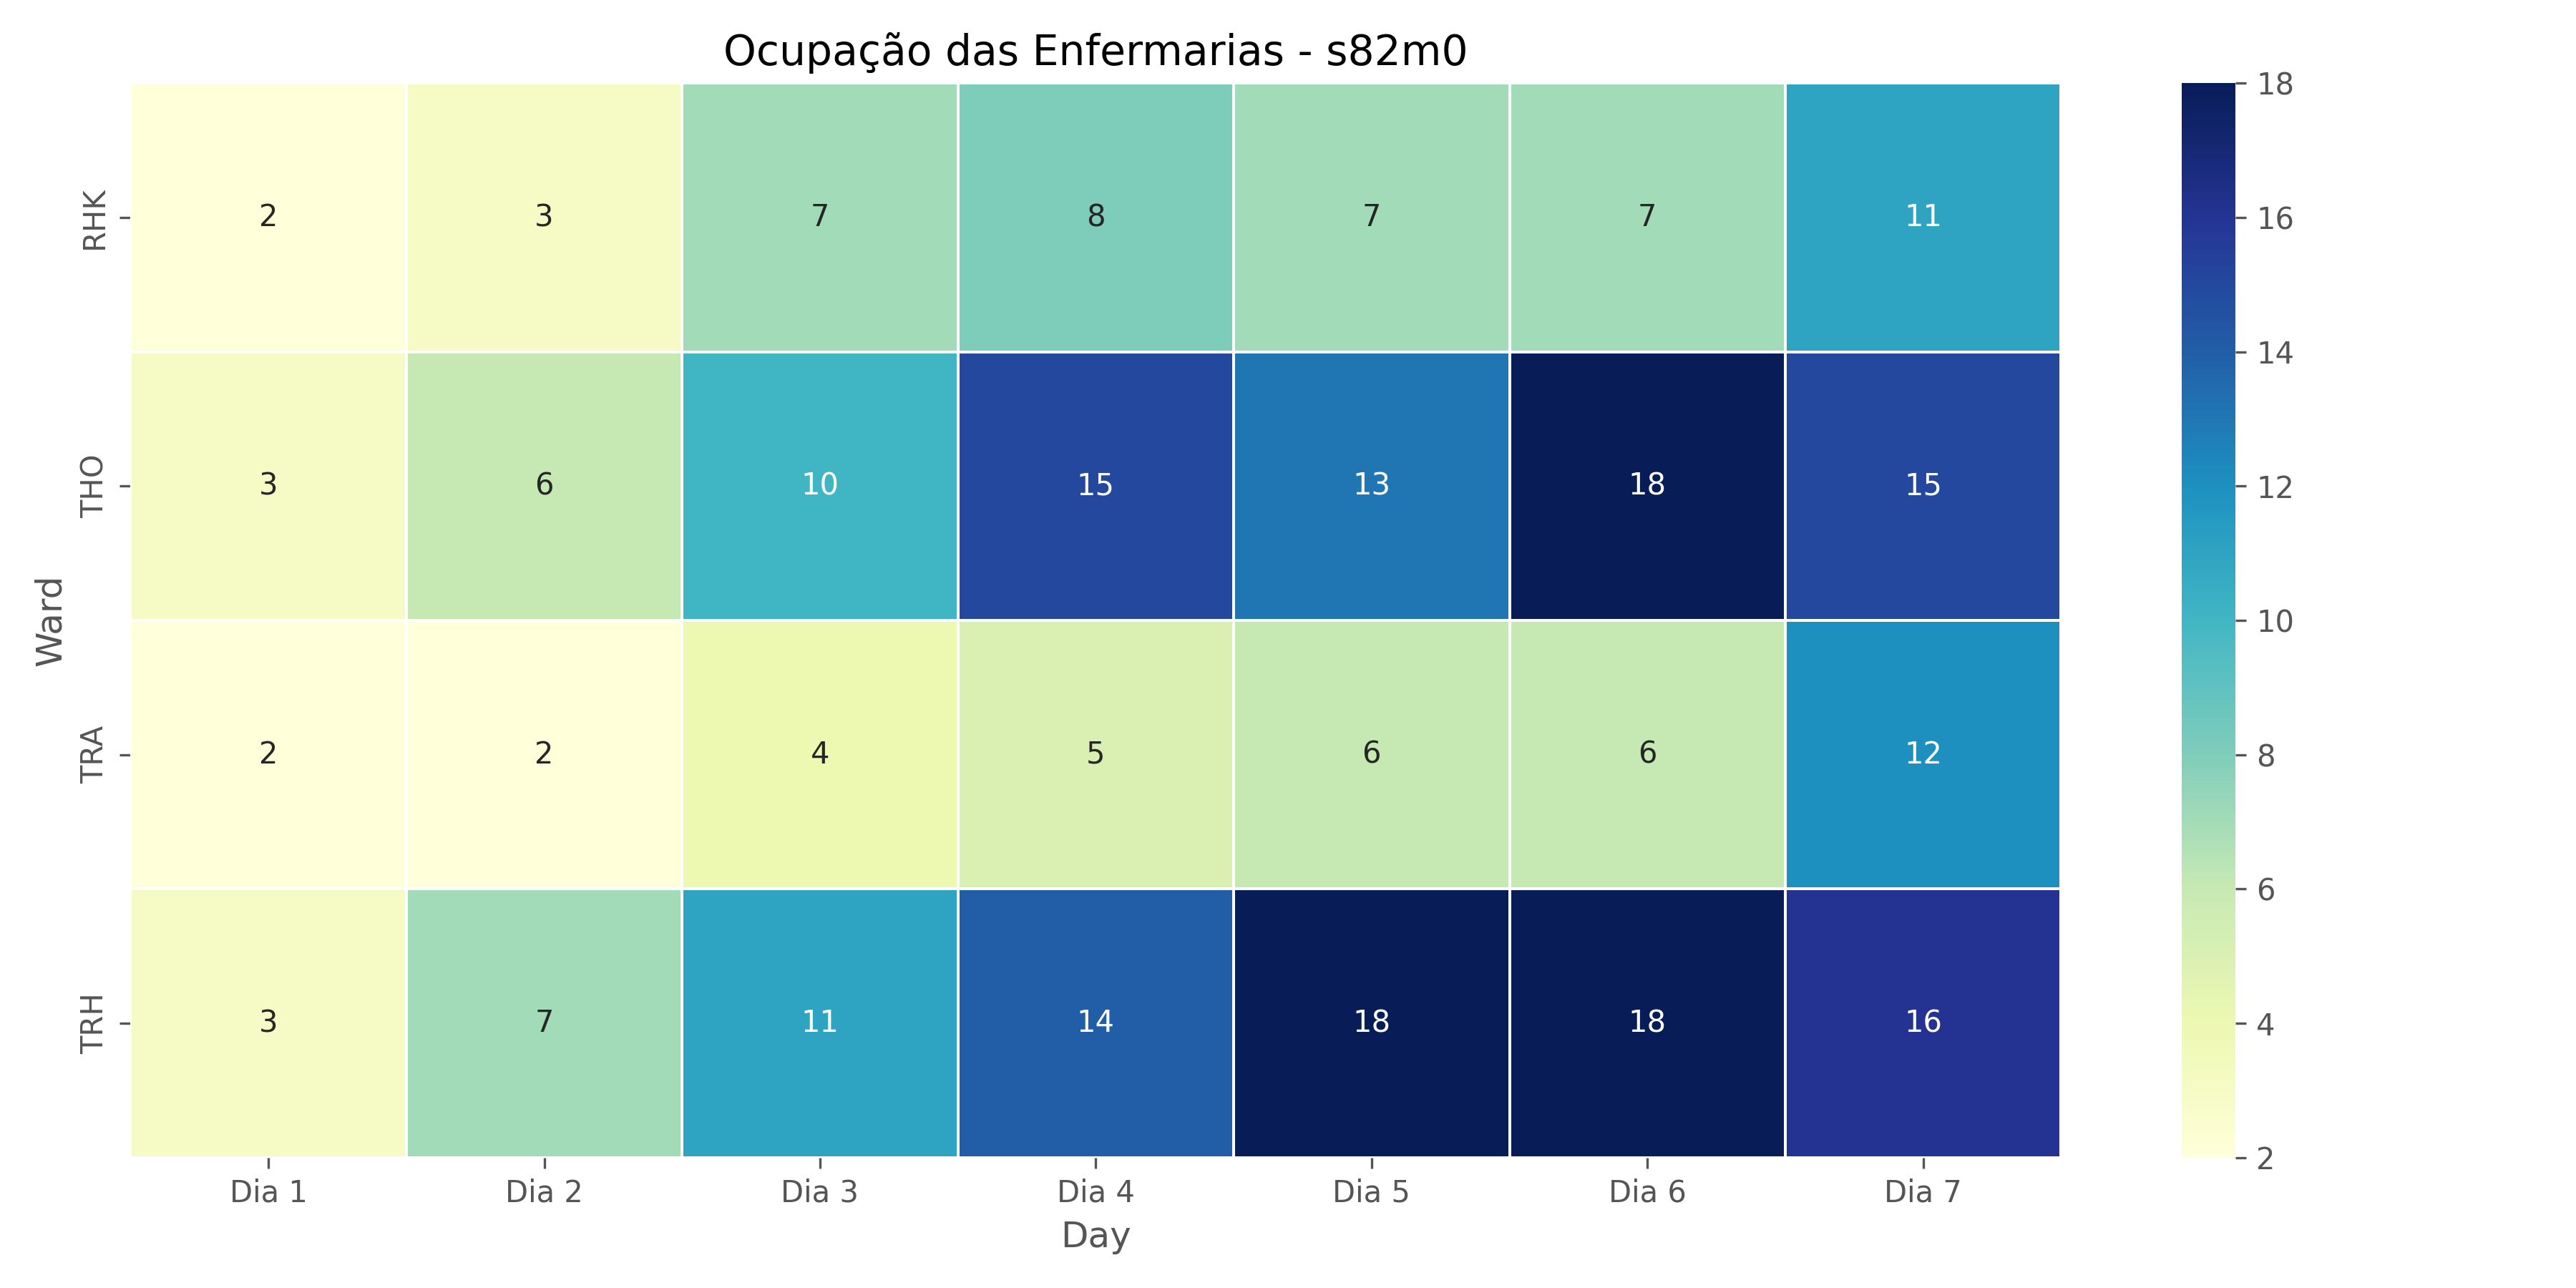 Ocupação das Enfermarias - s82m0
Ward
RHK 2 3 7 8 7 7 11
THO 3 6 10 15 13 18 15
TRA 2 2 4 5 6 6 12
TRH 3 7 11 14 18 18 16
Dia 1 Dia 2 Dia 3 Dia 4 Dia 5 Dia 6 Dia 7
Day
18
16
14
12
10
8
6
4
2